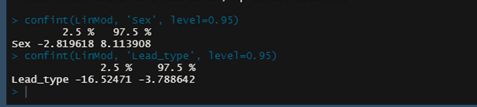 > confint(LinMod, 'Sex', level=0.95)
2.5 % 97.5 %
Sex -2.819618 8.113908
> confint(LinMod, 'Lead_type', level=0.95)
2.5 % 97.5 %
Lead_type -16.52471 -3.788642
>